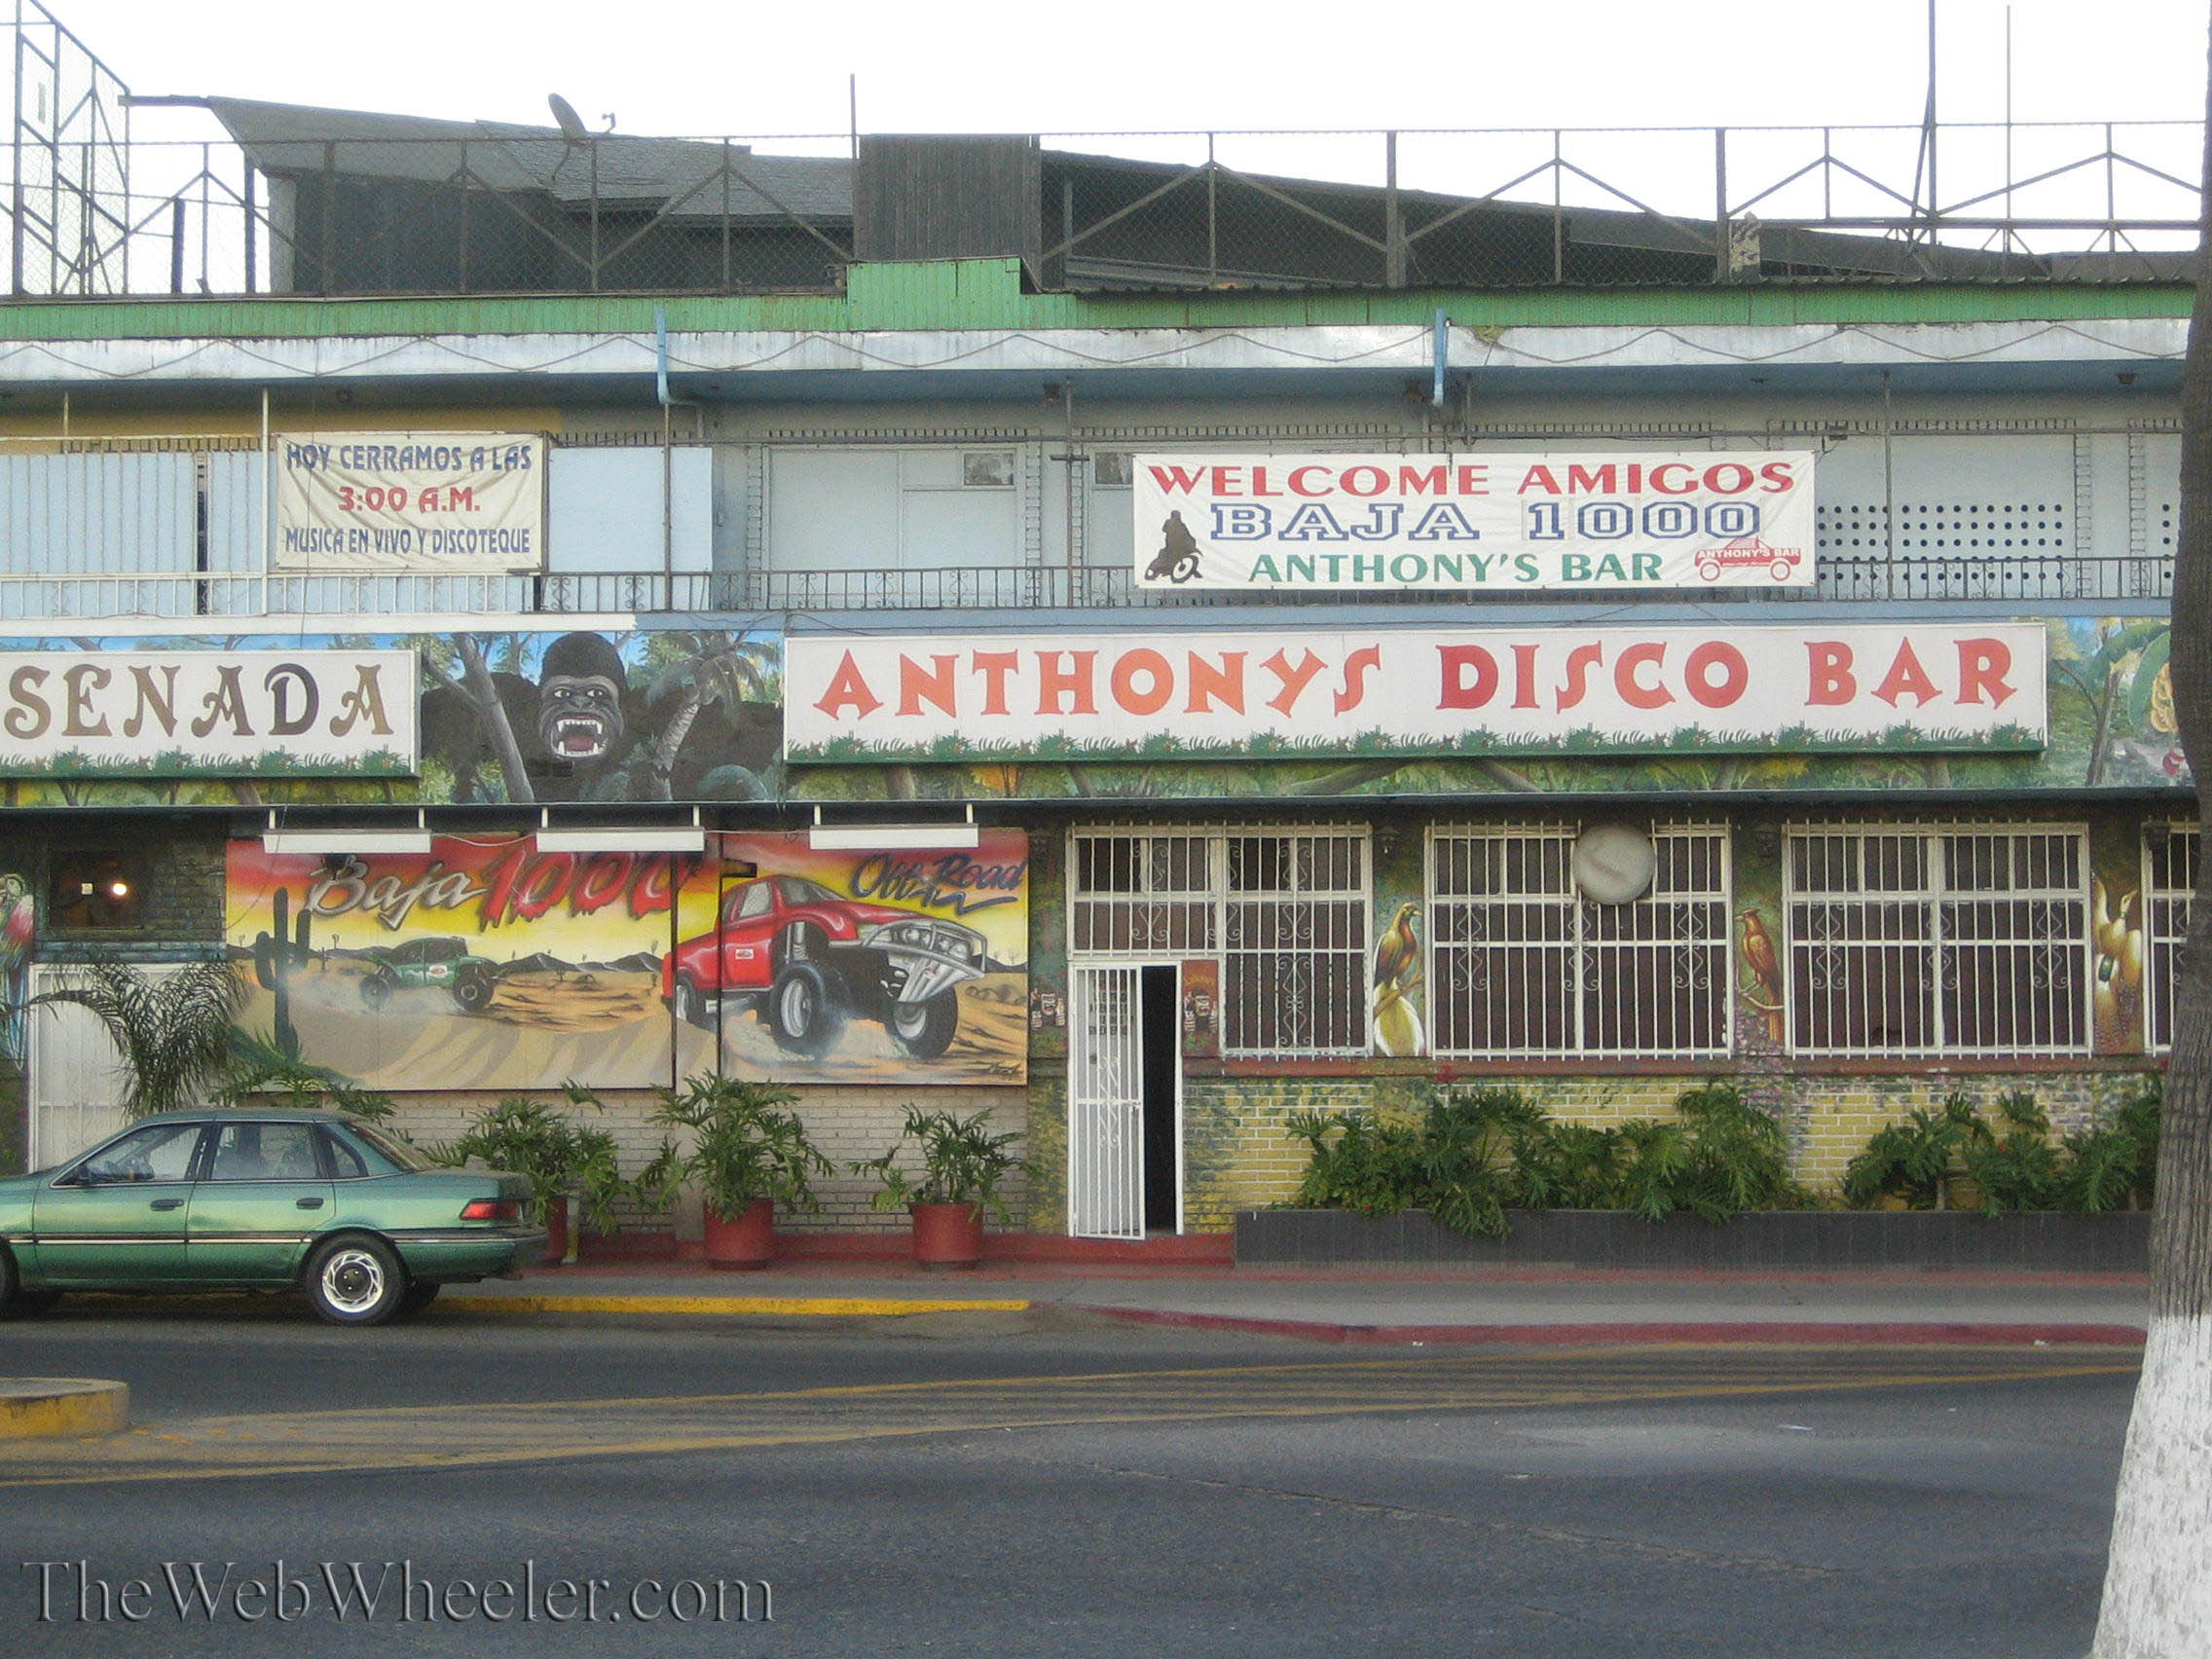 HOY CERRAMOS A LAS
3:00 A.M.
MUSICA EN VIVO Y DISCOTEQUE
WELCOME AMIGOS
BAJA 1000
ANTHONY'S BAR
ANTHONY'S BAR
SENADA
ANTHONYS DISCO BAR
Baja 1000
Off Road
TheWebWheeler.com